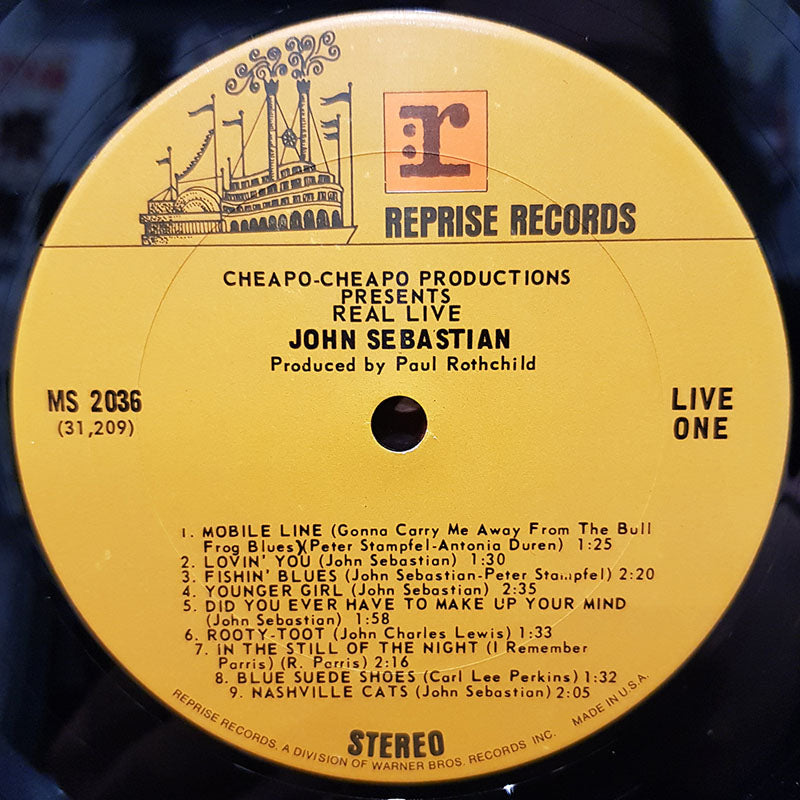 r
REPRISE RECORDS
CHEAPO-CHEAPO PRODUCTIONS
PRESENTS
REAL LIVE
JOHN SEBASTIAN
Produced by Paul Rothchild
MS 2036
(31,209)
LIVE
ONE
1. MOBILE LINE (Gonna Carry Me Away From The Bull
Frog Blues)(Peter Stampfel-Antonia Duren) 1:25
2. LOVIN' YOU (John Sebastian) 1:30
3. FISHIN' BLUES (John Sebastian-Peter Stampfel) 2:20
4. YOUNGER GIRL (John Sebastian) 2:35
5. DID YOU EVER HAVE TO MAKE UP YOUR MIND
(John Sebastian) 1:58
6. ROOTY-TOOT (John Charles Lewis) 1:33
7. IN THE STILL OF THE NIGHT (I Remember
Parris) (R. Parris) 2:16
8. BLUE SUEDE SHOES (Carl Lee Perkins) 1:32
9. NASHVILLE CATS (John Sebastian) 2:05
STEREO
REPRISE RECORDS, A DIVISION OF WARNER BROS. RECORDS INC. MADE IN U.S.A.